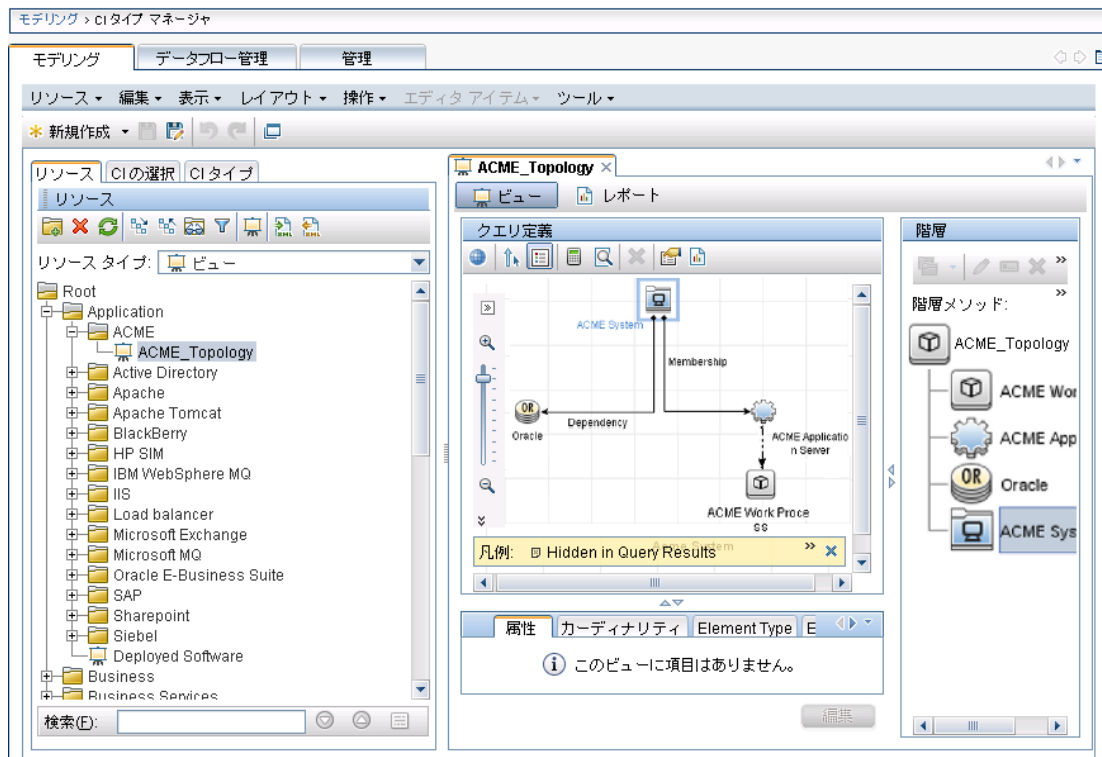 モデリング > CI タイプ マネージャ
モデリング データフロー管理 管理
リソース 編集 表示 レイアウト 操作 エディタ アイテム ツール
新規作成
リソース CI の選択 CI タイプ
リソース
リソース タイプ: ビュー
Root
Application
ACME
ACME_Topology
Active Directory
Apache
Apache Tomcat
BlackBerry
HP SIM
IBM WebSphere MQ
IIS
Load balancer
Microsoft Exchange
Microsoft MQ
Oracle E-Business Suite
SAP
Sharepoint
Siebel
Deployed Software
Business
Business Services
検索(F):
ACME_Topology
ビュー レポート
クエリ定義
ACME System
Membership
OR
Oracle
Dependency
ACME Applicatio
n Server
ACME Work Proce
ss
凡例: Hidden in Query Results
属性 カーディナリティ Element Type E
このビューに項目はありません。
編集
階層
階層メソッド:
ACME_Topology
ACME Wor
ACME App
OR
Oracle
ACME Sys